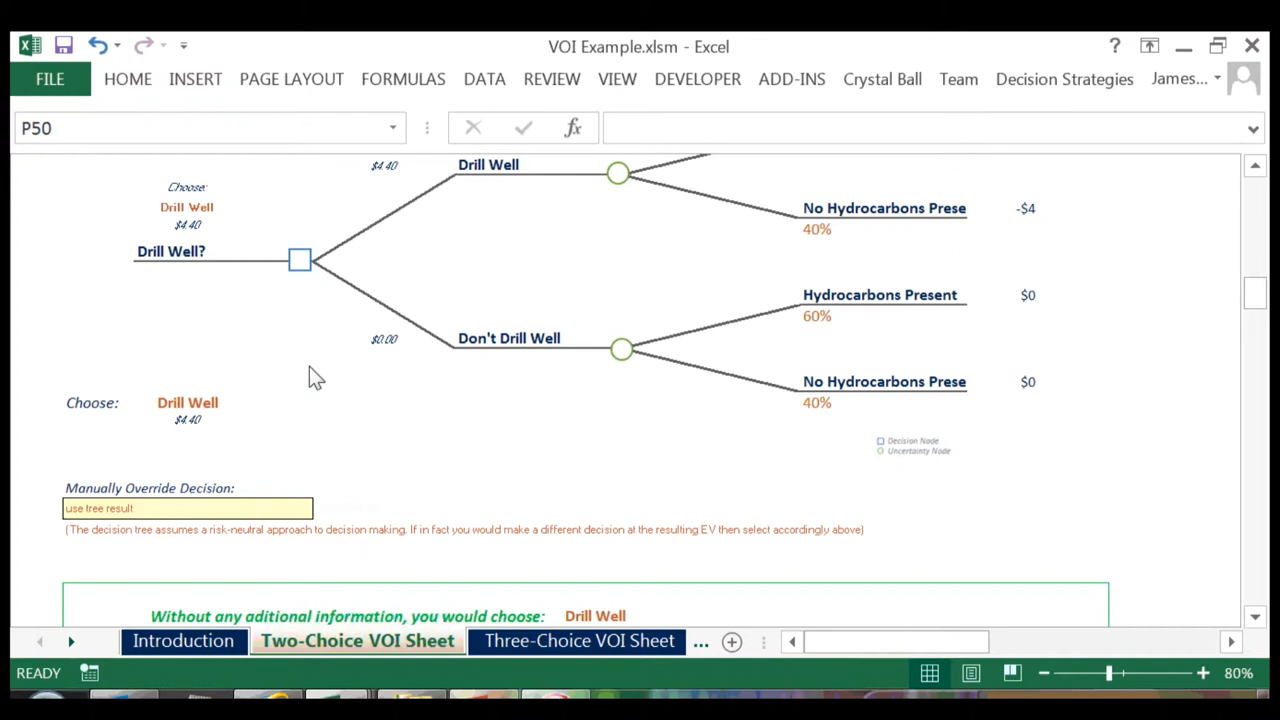 VOI Example.xlsm - Excel
?
FILE HOME INSERT PAGE LAYOUT FORMULAS DATA REVIEW VIEW DEVELOPER ADD-INS Crystal Ball Team Decision Strategies James...
P50
fx
$4.40 Drill Well
Choose:
Drill Well
$4.40
No Hydrocarbons Prese -$4
40%
Drill Well?
Hydrocarbons Present $0
60%
$0.00 Don't Drill Well
No Hydrocarbons Prese $0
40%
Choose: Drill Well
$4.40
Decision Node
Uncertainty Node
Manually Override Decision:
use tree result
(The decision tree assumes a risk-neutral approach to decision making. If in fact you would make a different decision at the resulting EV then select accordingly above)
Without any aditional information, you would choose: Drill Well
Introduction Two-Choice VOI Sheet Three-Choice VOI Sheet ...
READY 80%